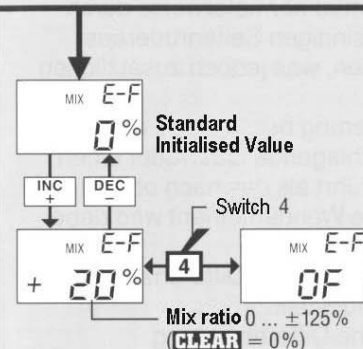 MIX E-F
0%
Standard
Initialised Value
INC
+
DEC
−
Switch 4
MIX E-F
+ 20%
4
MIX E-F
0F
Mix ratio 0 ... ±125%
(CLEAR = 0%)